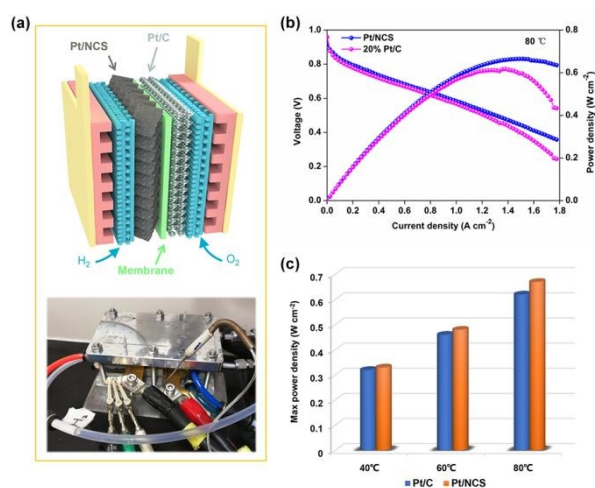 (a)
Pt/NCS
Pt/C
H2
Membrane
O2
(b)
Pt/NCS
20% Pt/C
80 ℃
Voltage (V)
1.0
0.8
0.6
0.4
0.2
0.0
Power density (W cm-2)
0.8
0.6
0.4
0.2
0.0
0.0 0.2 0.4 0.6 0.8 1.0 1.2 1.4 1.6 1.8
Current density (A cm-2)
(c)
Max power density (W cm-2)
0.7
0.6
0.5
0.4
0.3
0.2
0.1
0
40℃ 60℃ 80℃
Pt/C Pt/NCS